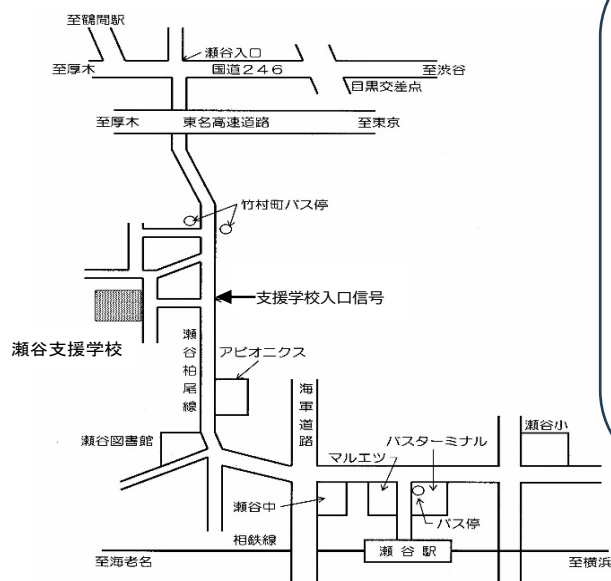 至鶴間駅
瀬谷入口
至厚木
国道246
至渋谷
目黒交差点
至厚木
東名高速道路
至東京
竹村町バス停
支援学校入口信号
瀬谷支援学校
瀬谷柏尾線
アピオニクス
海軍道路
瀬谷図書館
瀬谷小
バスターミナル
マルエツ
瀬谷中
バス停
相鉄線
瀬谷駅
至海老名
至横浜